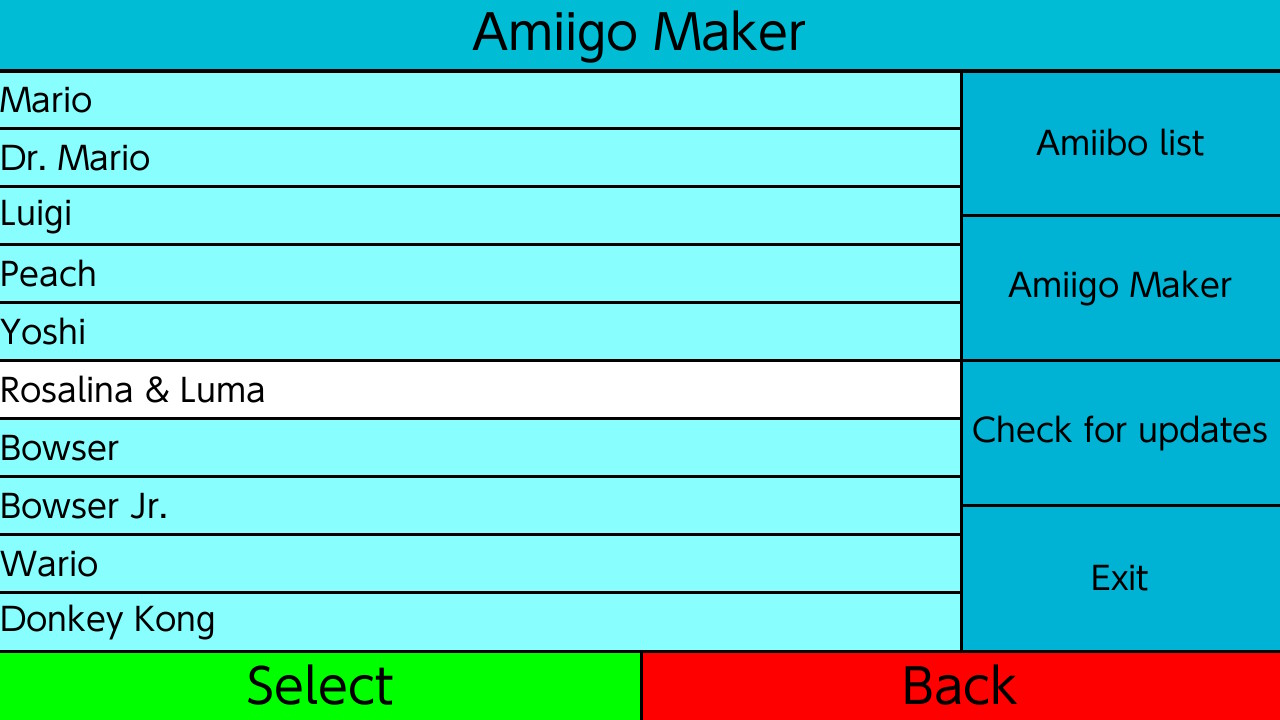 Amiigo Maker
Mario
Dr. Mario
Luigi
Peach
Yoshi
Rosalina & Luma
Bowser
Bowser Jr.
Wario
Donkey Kong
Amiibo list
Amiigo Maker
Check for updates
Exit
Select
Back